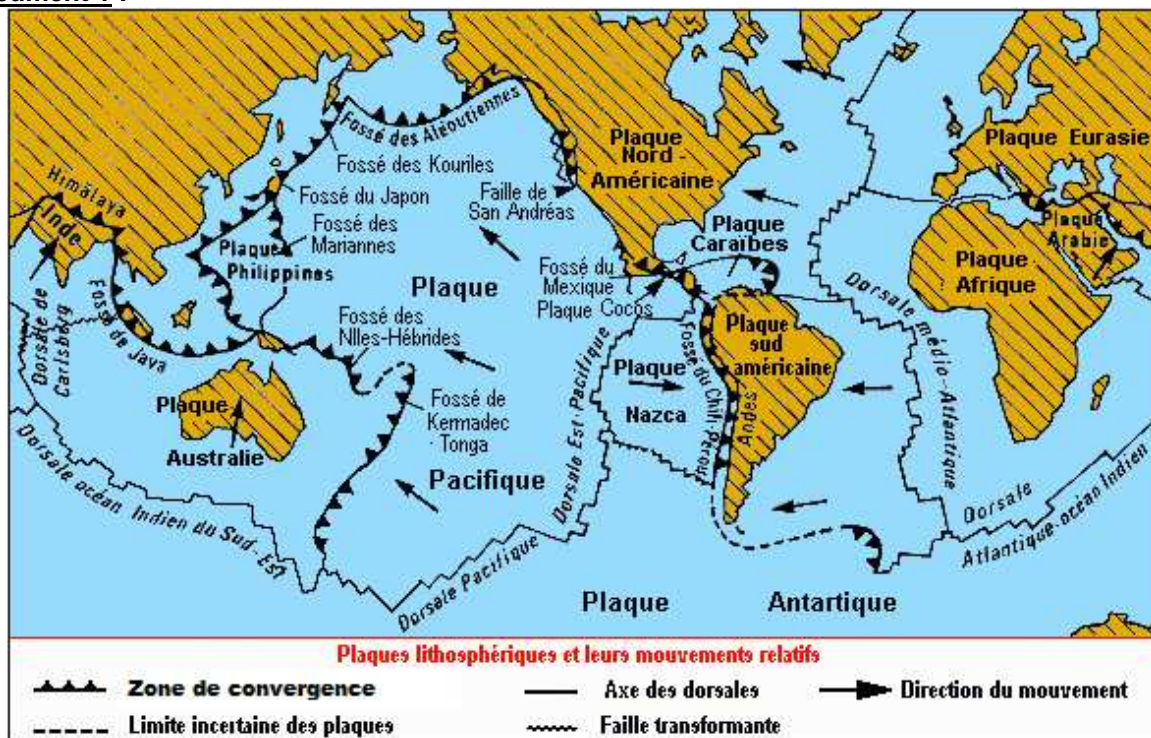 Plaque
Nord -
Américaine
Plaque Eurasie
Fossé des Aléoutiennes
Fossé des Kouriles
Himälaya
Inde
Fossé du Japon
Faille de
San Andréas
Fossé des
Mariannes
Plaque
Philippines
Plaque
Caraïbes
Plaque
Arabie
Plaque
Afrique
Plaque
Fossé du
Mexique
Plaque Cocos
Dorsale de
Carlsberg
Fossé de Java
Fossé des
Nlles-Hébrides
Dorsale médio-Atlantique
Plaque
sud
américaine
Fossé du Chili-Pérou
Andes
Plaque
Nazca
Dorsale Est Pacifique
Plaque
Australie
Fossé de
Kermadec
Tonga
Pacifique
Dorsale océan Indien du Sud-Est
Dorsale Pacifique
Dorsale
Atlantique-océan Indien
Plaque
Antartique
Plaques lithosphériques et leurs mouvements relatifs
Zone de convergence
Axe des dorsales
Direction du mouvement
Limite incertaine des plaques
Faille transformante